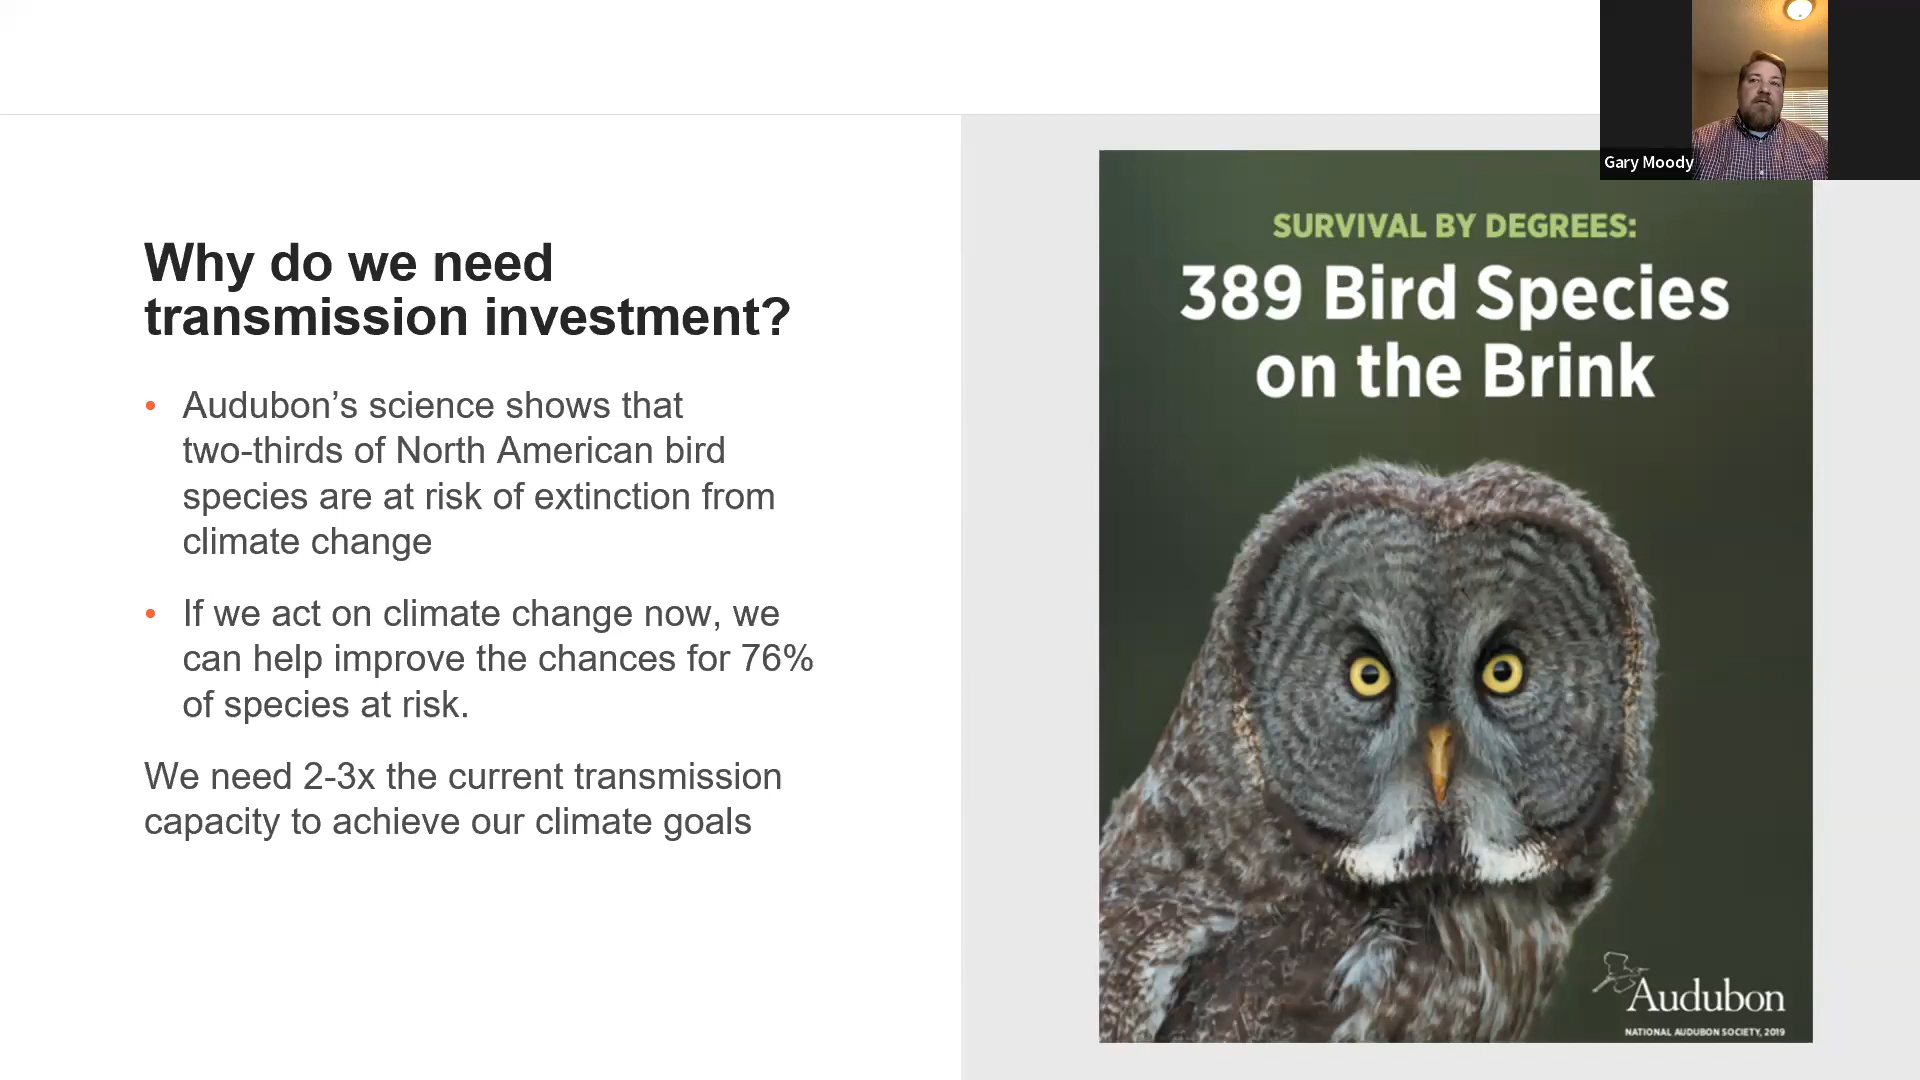 Gary Moody
Why do we need
transmission investment?
• Audubon’s science shows that
two-thirds of North American bird
species are at risk of extinction from
climate change
• If we act on climate change now, we
can help improve the chances for 76%
of species at risk.
We need 2-3x the current transmission
capacity to achieve our climate goals
SURVIVAL BY DEGREES:
389 Bird Species
on the Brink
Audubon
NATIONAL AUDUBON SOCIETY, 2019